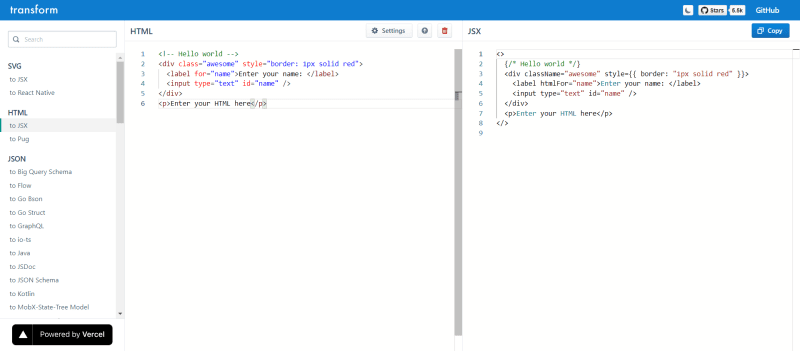 transform
Stars
6.8k
GitHub
Search
SVG
to JSX
to React Native
HTML
to JSX
to Pug
JSON
to Big Query Schema
to Flow
to Go Bson
to Go Struct
to GraphQL
to io-ts
to Java
to JSDoc
to JSON Schema
to Kotlin
to MobX-State-Tree Model
Powered by Vercel
HTML
Settings
1 <!-- Hello world -->
2 <div class="awesome" style="border: 1px solid red">
3 <label for="name">Enter your name: </label>
4 <input type="text" id="name" />
5 </div>
6 <p>Enter your HTML here</p>
JSX
Copy
1 <>
2 {/* Hello world */}
3 <div className="awesome" style={{ border: "1px solid red" }}>
4 <label htmlFor="name">Enter your name: </label>
5 <input type="text" id="name" />
6 </div>
7 <p>Enter your HTML here</p>
8 </>
9